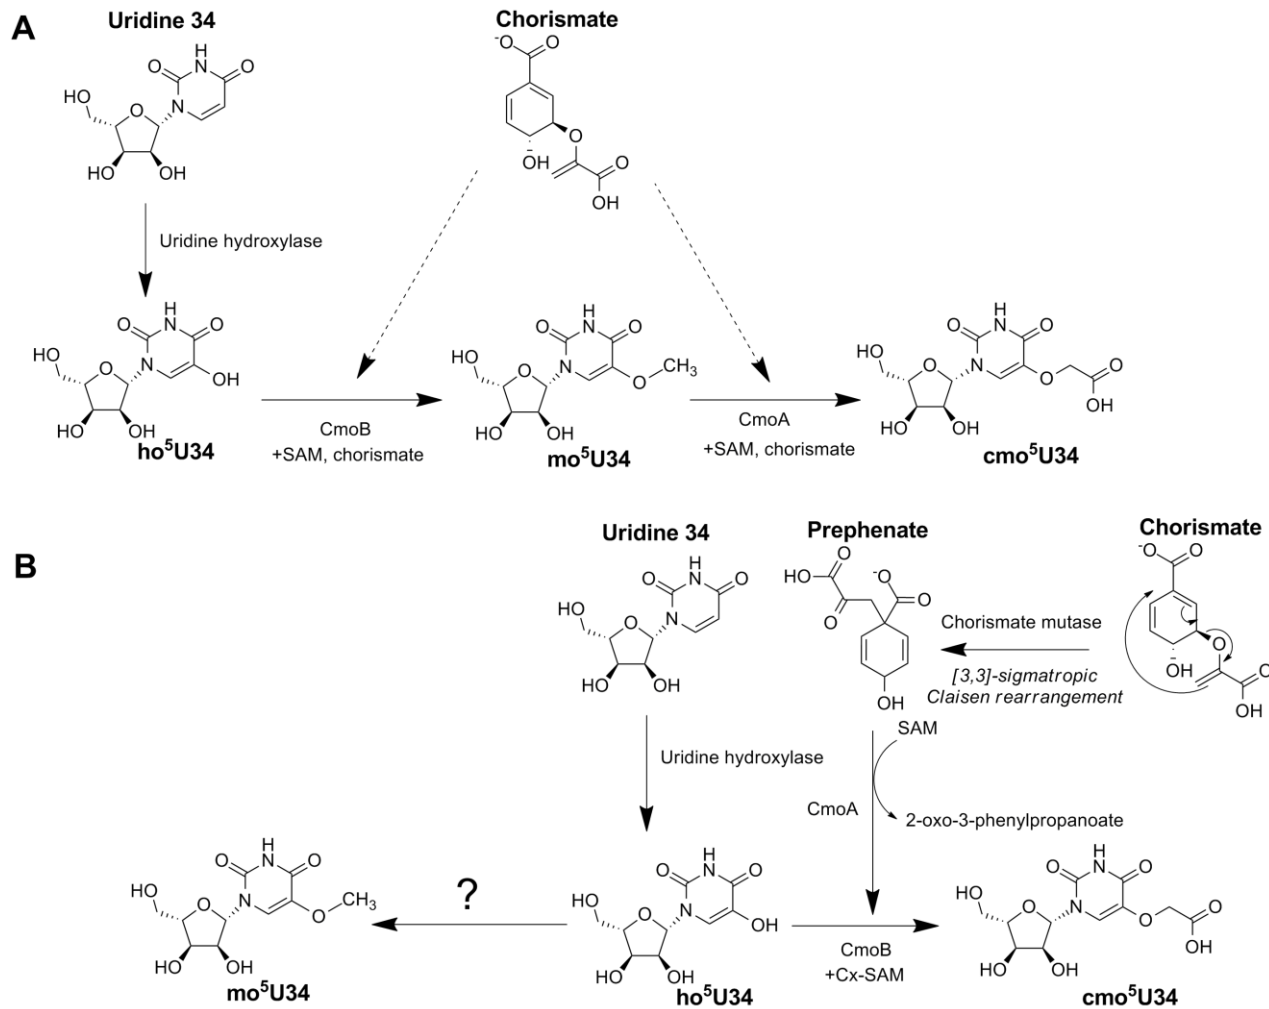 A
Uridine 34
Chorismate
Uridine hydroxylase
CmoB
+SAM, chorismate
CmoA
+SAM, chorismate
ho⁵U34
mo⁵U34
cmo⁵U34
B
Uridine 34
Prephenate
Chorismate
Chorismate mutase
[3,3]-sigmatropic
Claisen rearrangement
SAM
Uridine hydroxylase
CmoA
2-oxo-3-phenylpropanoate
?
CmoB
+Cx-SAM
mo⁵U34
ho⁵U34
cmo⁵U34